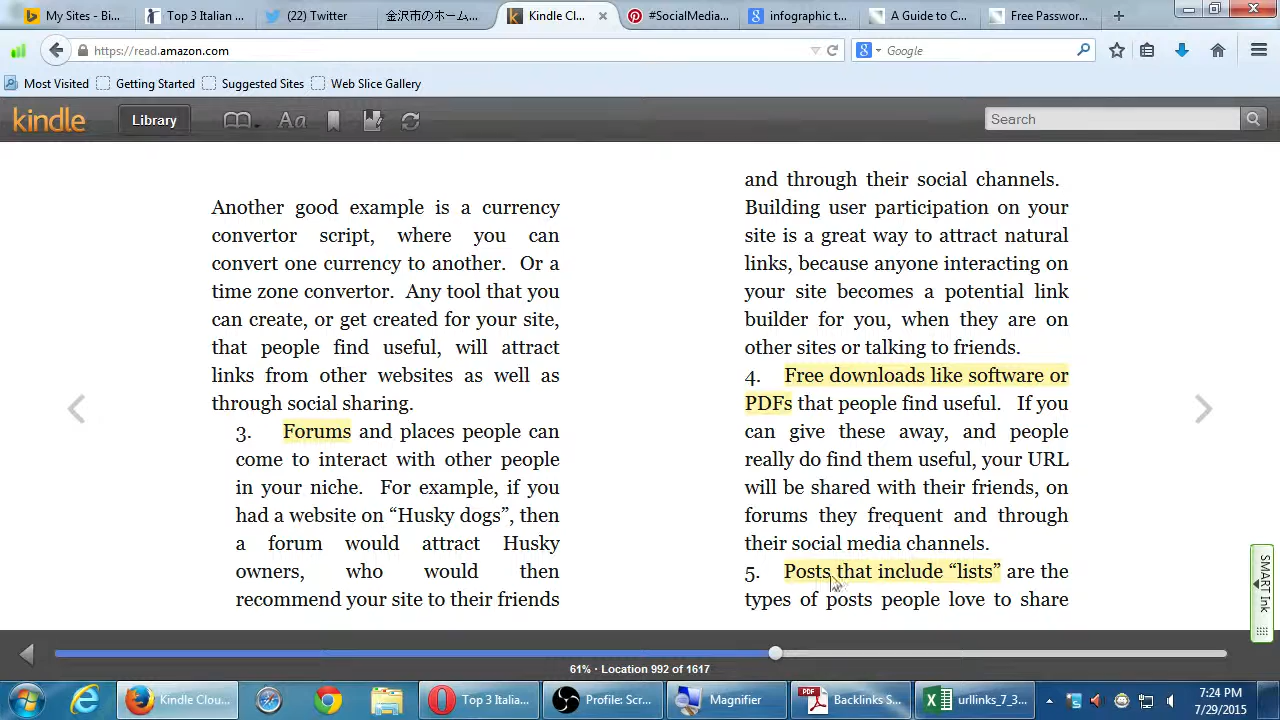 My Sites - Bi...
Top 3 Italian ...
(22) Twitter
金沢市のホーム...
Kindle Clo...
#SocialMedia...
infographic t...
A Guide to C...
Free Passwor...
https://read.amazon.com
Google
Most Visited
Getting Started
Suggested Sites
Web Slice Gallery
kindle
Library
Aa
Search
Another good example is a currency
convertor script, where you can
convert one currency to another. Or a
time zone convertor. Any tool that you
can create, or get created for your site,
that people find useful, will attract
links from other websites as well as
through social sharing.
3. Forums and places people can
come to interact with other people
in your niche. For example, if you
had a website on “Husky dogs”, then
a forum would attract Husky
owners, who would then
recommend your site to their friends
and through their social channels.
Building user participation on your
site is a great way to attract natural
links, because anyone interacting on
your site becomes a potential link
builder for you, when they are on
other sites or talking to friends.
4. Free downloads like software or
PDFs that people find useful. If you
can give these away, and people
really do find them useful, your URL
will be shared with their friends, on
forums they frequent and through
their social media channels.
5. Posts that include “lists” are the
types of posts people love to share
SMART Ink
61% · Location 992 of 1617
Kindle Clou...
Top 3 Italia...
Profile: Scr...
Magnifier
Backlinks S...
urllinks_7_3...
7:24 PM
7/29/2015